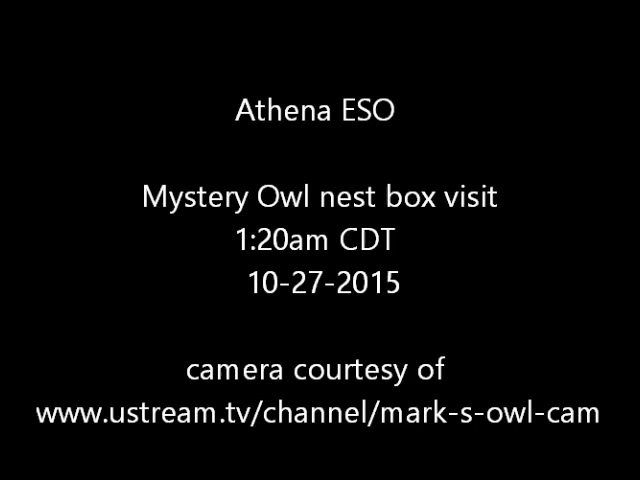 Athena ESO
Mystery Owl nest box visit
1:20am CDT
10-27-2015
camera courtesy of
www.ustream.tv/channel/mark-s-owl-cam